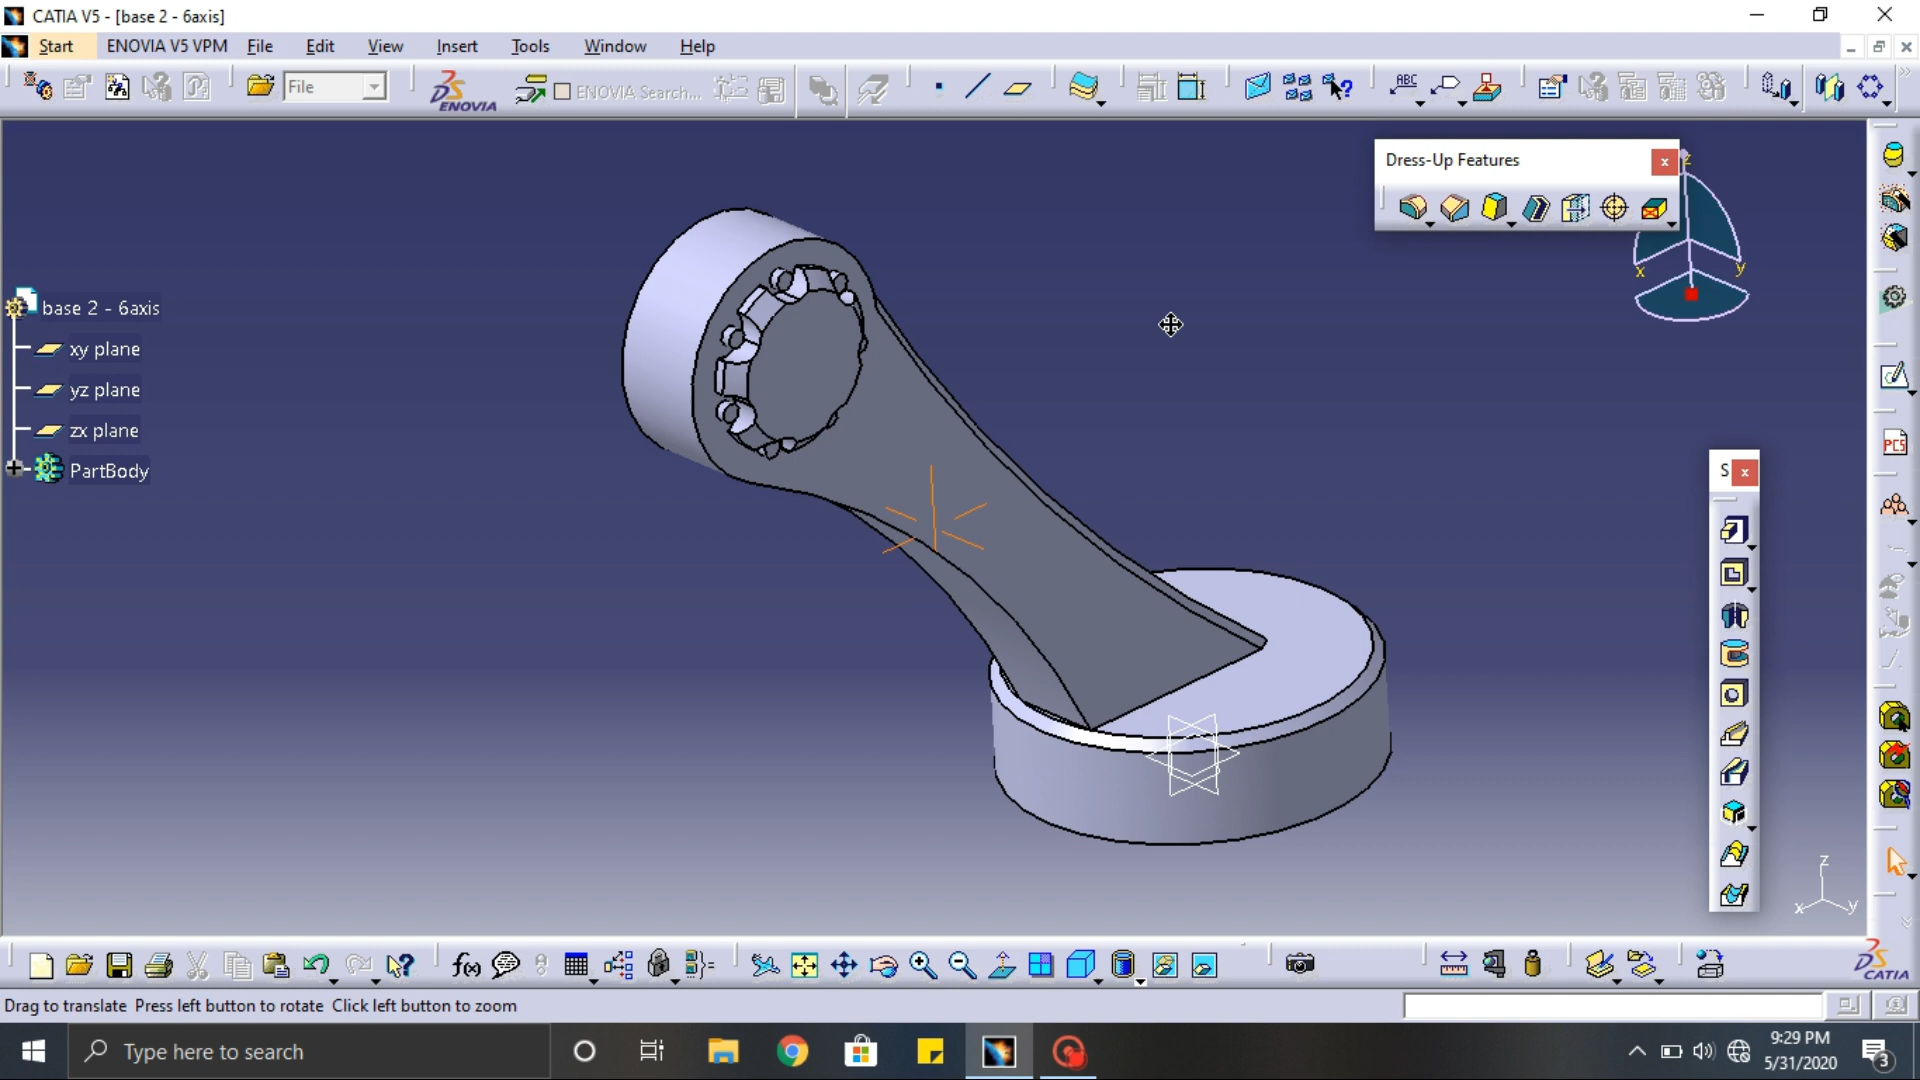 CATIA V5 - [base 2 - 6axis]
Start ENOVIA V5 VPM File Edit View Insert Tools Window Help
File
ENOVIA
ENOVIA Search...
ABC
Dress-Up Features
z
x
y
base 2 - 6axis
xy plane
yz plane
zx plane
PartBody
PCS
S
z
x
y
f(x)
CATIA
Drag to translate Press left button to rotate Click left button to zoom
Type here to search
9:29 PM
5/31/2020
3